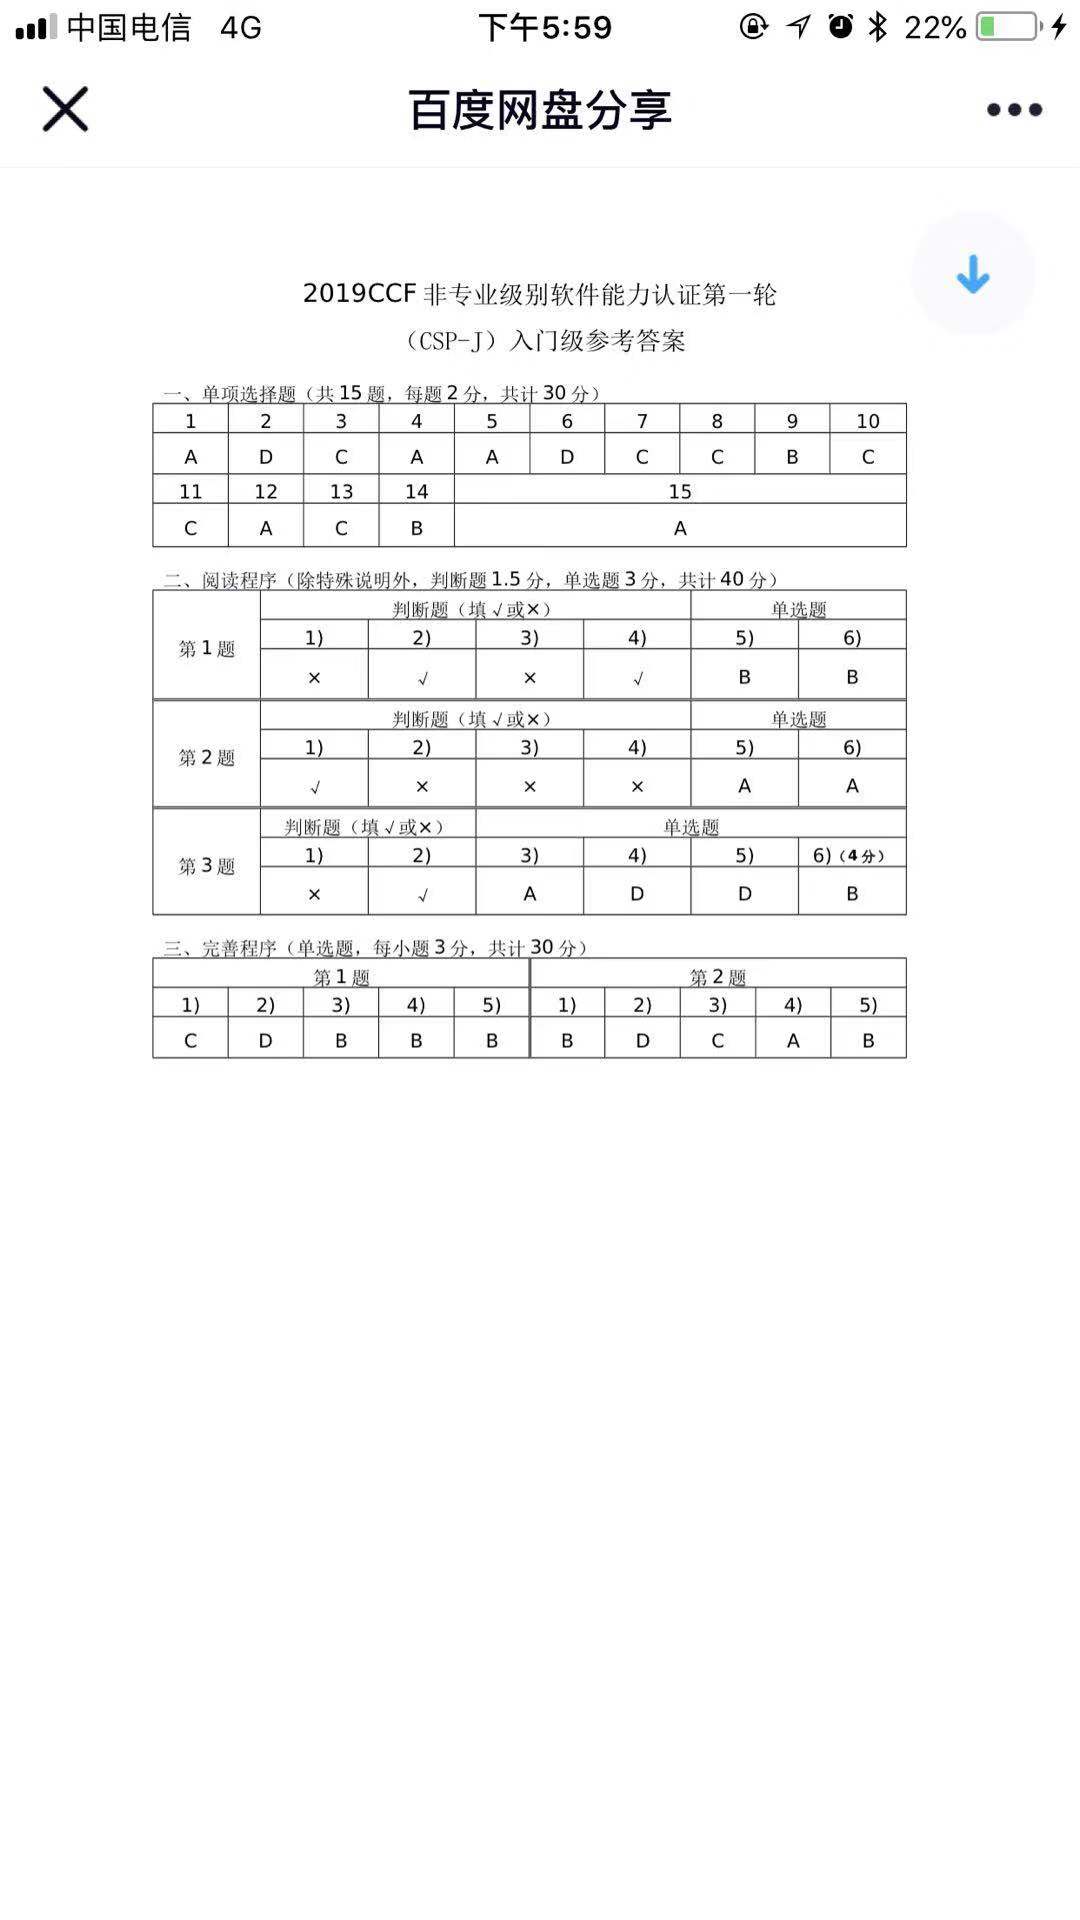 中国电信 4G 下午5:59 22%
百度网盘分享
2019CCF 非专业级别软件能力认证第一轮
（CSP-J）入门级参考答案
一、单项选择题（共 15 题，每题 2 分，共计 30 分）
1 2 3 4 5 6 7 8 9 10
A D C A A D C C B C
11 12 13 14 15
C A C B A
二、阅读程序（除特殊说明外，判断题 1.5 分，单选题 3 分，共计 40 分）
第 1 题
判断题（填 √ 或×） 单选题
1) 2) 3) 4) 5) 6)
× √ × √ B B
第 2 题
判断题（填 √ 或×） 单选题
1) 2) 3) 4) 5) 6)
√ × × × A A
第 3 题
判断题（填 √ 或×） 单选题
1) 2) 3) 4) 5) 6)（4 分）
× √ A D D B
三、完善程序（单选题，每小题 3 分，共计 30 分）
第 1 题 第 2 题
1) 2) 3) 4) 5) 1) 2) 3) 4) 5)
C D B B B B D C A B